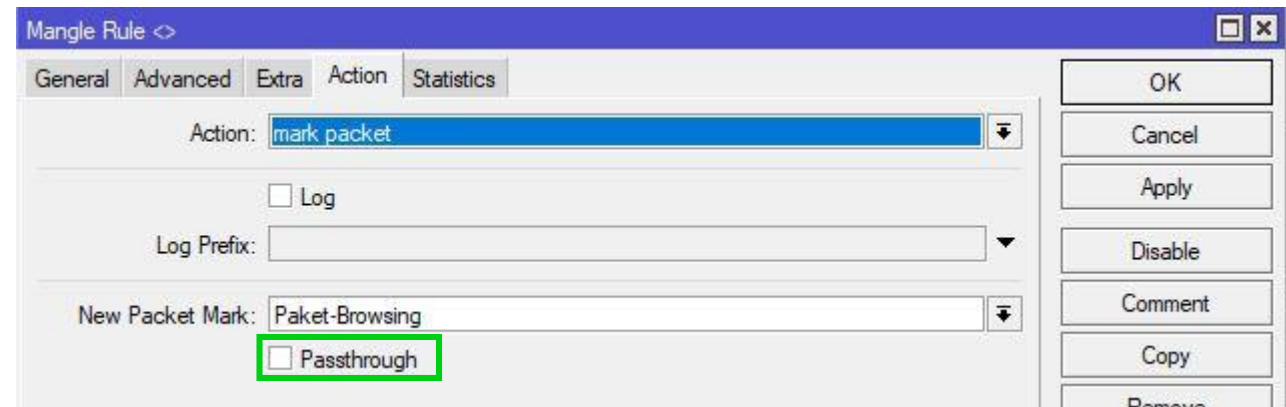 Mangle Rule <>
General Advanced Extra Action Statistics
OK
Action: mark packet
Cancel
Log
Apply
Log Prefix:
Disable
New Packet Mark: Paket-Browsing
Comment
Passthrough
Copy
Remove